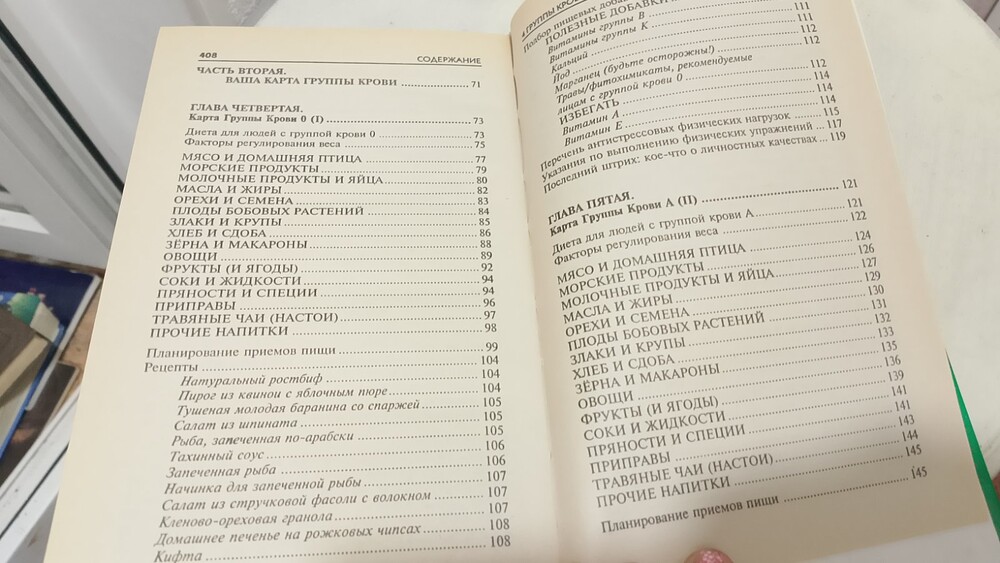 408
СОДЕРЖАНИЕ
ЧАСТЬ ВТОРАЯ.
ВАША КАРТА ГРУППЫ КРОВИ ..... 71
ГЛАВА ЧЕТВЕРТАЯ.
Карта Группы Крови 0 (I) ..... 73
Диета для людей с группой крови 0 ..... 73
Факторы регулирования веса ..... 75
МЯСО И ДОМАШНЯЯ ПТИЦА ..... 77
МОРСКИЕ ПРОДУКТЫ ..... 79
МОЛОЧНЫЕ ПРОДУКТЫ И ЯЙЦА ..... 80
МАСЛА И ЖИРЫ ..... 82
ОРЕХИ И СЕМЕНА ..... 83
ПЛОДЫ БОБОВЫХ РАСТЕНИЙ ..... 84
ЗЛАКИ И КРУПЫ ..... 85
ХЛЕБ И СДОБА ..... 86
ЗЁРНА И МАКАРОНЫ ..... 88
ОВОЩИ ..... 89
ФРУКТЫ (И ЯГОДЫ) ..... 92
СОКИ И ЖИДКОСТИ ..... 94
ПРЯНОСТИ И СПЕЦИИ ..... 94
ПРИПРАВЫ ..... 96
ТРАВЯНЫЕ ЧАИ (НАСТОИ) ..... 97
ПРОЧИЕ НАПИТКИ ..... 98
Планирование приемов пищи ..... 99
Рецепты ..... 104
Натуральный ростбиф ..... 104
Пирог из квинои с яблочным пюре ..... 104
Тушеная молодая баранина со спаржей ..... 105
Салат из шпината ..... 105
Рыба, запеченная по-арабски ..... 105
Тахинный соус ..... 106
Запеченная рыба ..... 106
Начинка для запеченной рыбы ..... 107
Салат из стручковой фасоли с волокном ..... 107
Кленово-ореховая гранола ..... 107
Домашнее печенье на рожковых чипсах ..... 108
Кифта ..... 108
4 ГРУППЫ
Подбор пищевых
ПОЛЕЗНЫЕ ДОБАВКИ
Витамины группы B ..... 111
Витамины группы K ..... 111
Кальций ..... 112
Йод ..... 112
Марганец (будьте осторожны!)
Травы/фитохимикаты, рекомендуемые
лицам с группой крови 0 ..... 112
ИЗБЕГАТЬ ..... 114
Витамин A ..... 114
Витамин E ..... 114
Перечень антистрессовых физических нагрузок ..... 115
Указания по выполнению физических упражнений ..... 117
Последний штрих: кое-что о личностных качествах ... 119
ГЛАВА ПЯТАЯ.
Карта Группы Крови A (II) ..... 121
Диета для людей с группой крови A ..... 121
Факторы регулирования веса ..... 122
МЯСО И ДОМАШНЯЯ ПТИЦА ..... 124
МОРСКИЕ ПРОДУКТЫ ..... 126
МОЛОЧНЫЕ ПРОДУКТЫ И ЯЙЦА ..... 127
МАСЛА И ЖИРЫ ..... 129
ОРЕХИ И СЕМЕНА ..... 130
ПЛОДЫ БОБОВЫХ РАСТЕНИЙ ..... 131
ЗЛАКИ И КРУПЫ ..... 133
ХЛЕБ И СДОБА ..... 135
ЗЁРНА И МАКАРОНЫ ..... 136
ОВОЩИ ..... 139
ФРУКТЫ (И ЯГОДЫ) ..... 141
СОКИ И ЖИДКОСТИ ..... 141
ПРЯНОСТИ И СПЕЦИИ ..... 143
ПРИПРАВЫ ..... 144
ТРАВЯНЫЕ ЧАИ (НАСТОИ) ..... 145
ПРОЧИЕ НАПИТКИ
Планирование приемов пищи ..... 145